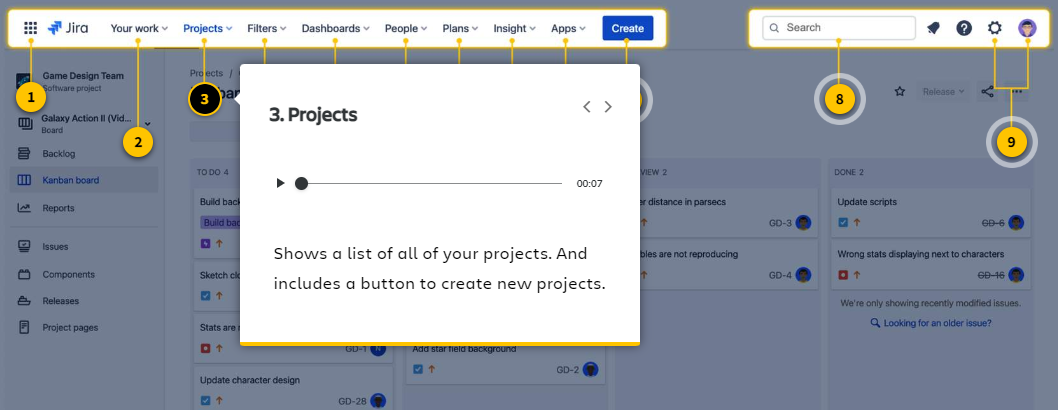 Jira Your work Projects Filters Dashboards People Plans Insight Apps Create Search
Game Design Team
Software project
Galaxy Action II (Vid...
Board
Backlog
Kanban board
Reports
Issues
Components
Releases
Project pages
1
2
3
8
9
Projects /
Release
3. Projects
00:07
Shows a list of all of your projects. And
includes a button to create new projects.
TO DO 4
Build back
Build bac
Sketch clo
Stats are
GD-1
Update character design
GD-28
Add star field background
GD-2
VIEW 2
er distance in parsecs
GD-3
bles are not reproducing
GD-4
DONE 2
Update scripts
GD-6
Wrong stats displaying next to characters
GD-16
We're only showing recently modified issues.
Looking for an older issue?